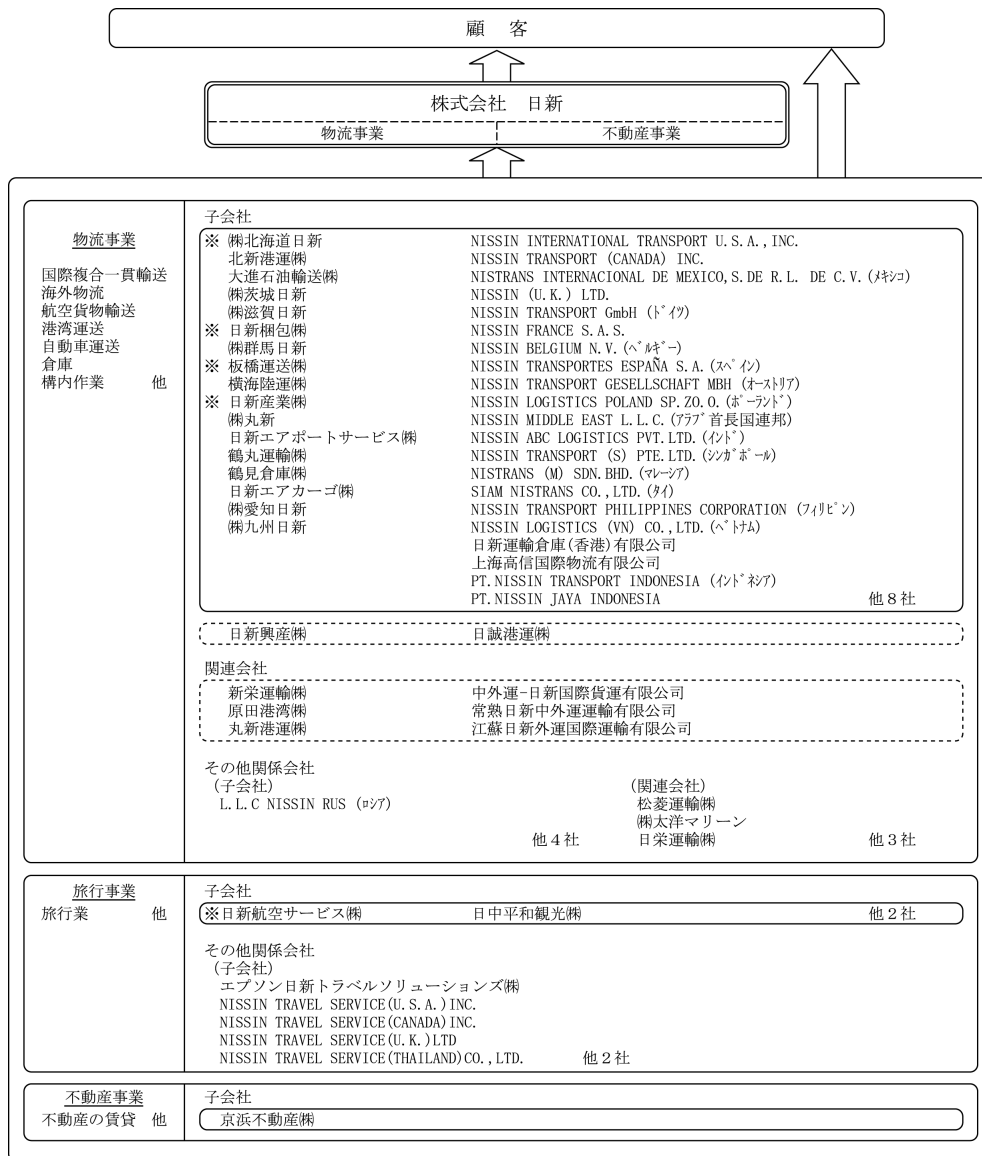 顧　客
株式会社　日新
物流事業　不動産事業
物流事業
国際複合一貫輸送
海外物流
航空貨物輸送
港湾運送
自動車運送
倉庫
構内作業　他
子会社
※ ㈱北海道日新　NISSIN INTERNATIONAL TRANSPORT U.S.A.,INC.
北新港運㈱　NISSIN TRANSPORT (CANADA) INC.
大進石油輸送㈱　NISTRANS INTERNACIONAL DE MEXICO,S.DE R.L. DE C.V.(ﾒｷｼｺ)
㈱茨城日新　NISSIN (U.K.) LTD.
㈱滋賀日新　NISSIN TRANSPORT GmbH (ﾄﾞｲﾂ)
※ 日新梱包㈱　NISSIN FRANCE S.A.S.
㈱群馬日新　NISSIN BELGIUM N.V.(ﾍﾞﾙｷﾞｰ)
※ 板橋運送㈱　NISSIN TRANSPORTES ESPAÑA S.A.(ｽﾍﾟｲﾝ)
横海陸運㈱　NISSIN TRANSPORT GESELLSCHAFT MBH (ｵｰｽﾄﾘｱ)
※ 日新産業㈱　NISSIN LOGISTICS POLAND SP.ZO.O.(ﾎﾟｰﾗﾝﾄﾞ)
㈱丸新　NISSIN MIDDLE EAST L.L.C.(ｱﾗﾌﾞ首長国連邦)
日新エアポートサービス㈱　NISSIN ABC LOGISTICS PVT.LTD.(ｲﾝﾄﾞ)
鶴丸運輸㈱　NISSIN TRANSPORT (S) PTE.LTD.(ｼﾝｶﾞﾎﾟｰﾙ)
鶴見倉庫㈱　NISTRANS (M) SDN.BHD.(ﾏﾚｰｼｱ)
日新エアカーゴ㈱　SIAM NISTRANS CO.,LTD.(ﾀｲ)
㈱愛知日新　NISSIN TRANSPORT PHILIPPINES CORPORATION (ﾌｨﾘﾋﾟﾝ)
㈱九州日新　NISSIN LOGISTICS (VN) CO.,LTD.(ﾍﾞﾄﾅﾑ)
日新運輸倉庫(香港)有限公司
上海高信国際物流有限公司
PT.NISSIN TRANSPORT INDONESIA (ｲﾝﾄﾞﾈｼｱ)
PT.NISSIN JAYA INDONESIA　他８社
日新興産㈱　日誠港運㈱
関連会社
新栄運輸㈱　中外運-日新国際貨運有限公司
原田港湾㈱　常熟日新中外運運輸有限公司
丸新港運㈱　江蘇日新外運国際運輸有限公司
その他関係会社
(子会社)　(関連会社)
L.L.C NISSIN RUS (ﾛｼｱ)　松菱運輸㈱
㈱太洋マリーン
他４社　日栄運輸㈱　他３社
旅行事業
旅行業　他
子会社
※日新航空サービス㈱　日中平和観光㈱　他２社
その他関係会社
(子会社)
エプソン日新トラベルソリューションズ㈱
NISSIN TRAVEL SERVICE(U.S.A.)INC.
NISSIN TRAVEL SERVICE(CANADA)INC.
NISSIN TRAVEL SERVICE(U.K.)LTD
NISSIN TRAVEL SERVICE(THAILAND)CO.,LTD.　他２社
不動産事業
不動産の賃貸　他
子会社
京浜不動産㈱